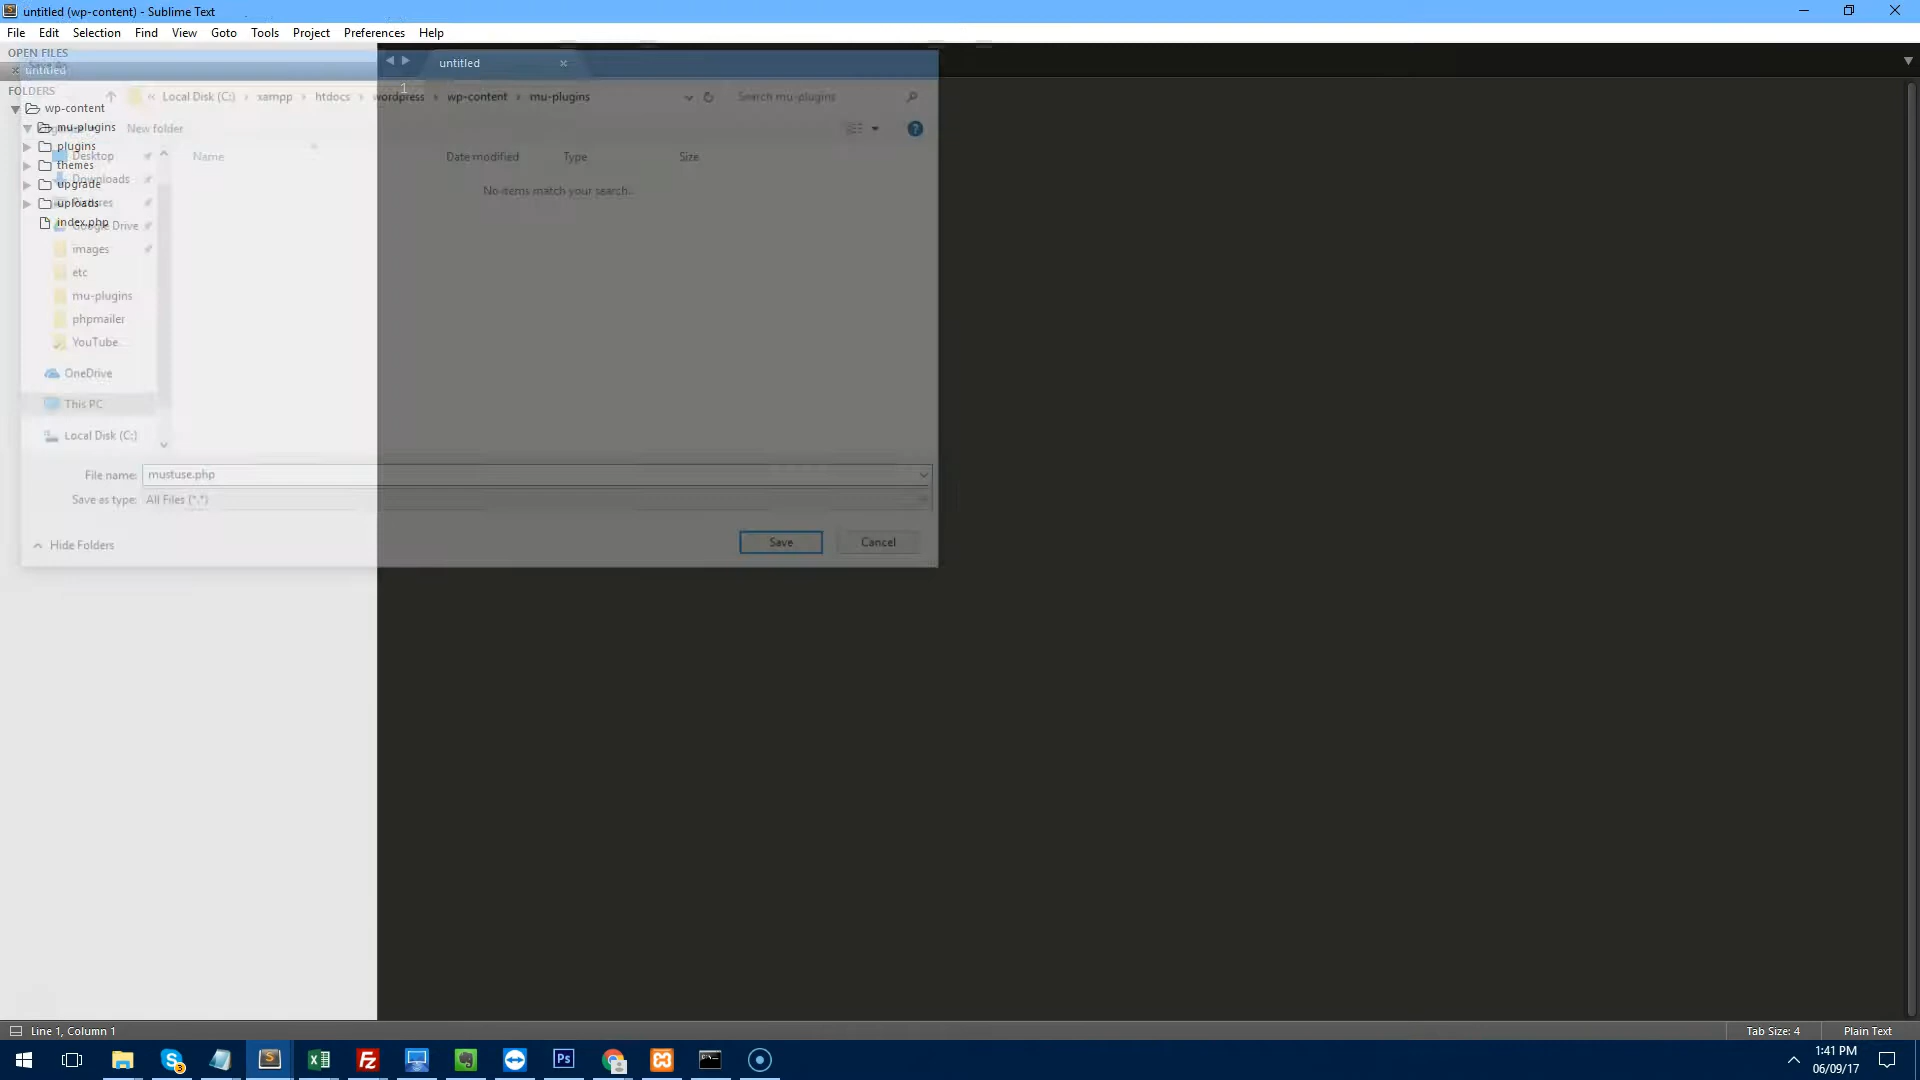 untitled (wp-content) - Sublime Text
File Edit Selection Find View Goto Tools Project Preferences Help
OPEN FILES
untitled
untitled
FOLDERS
1
« Local Disk (C:) › xampp › htdocs › wordpress › wp-content › mu-plugins
Search mu-plugins
wp-content
mu-plugins
New folder
plugins
themes
upgrade
uploads
index.php
Name Date modified Type Size
No items match your search.
Desktop
Downloads
Pictures
Google Drive
images
etc
mu-plugins
phpmailer
YouTube
OneDrive
This PC
Local Disk (C:)
File name: mustuse.php
Save as type: All Files (*.*)
Hide Folders
Save Cancel
Line 1, Column 1
Tab Size: 4 Plain Text
1:41 PM
06/09/17